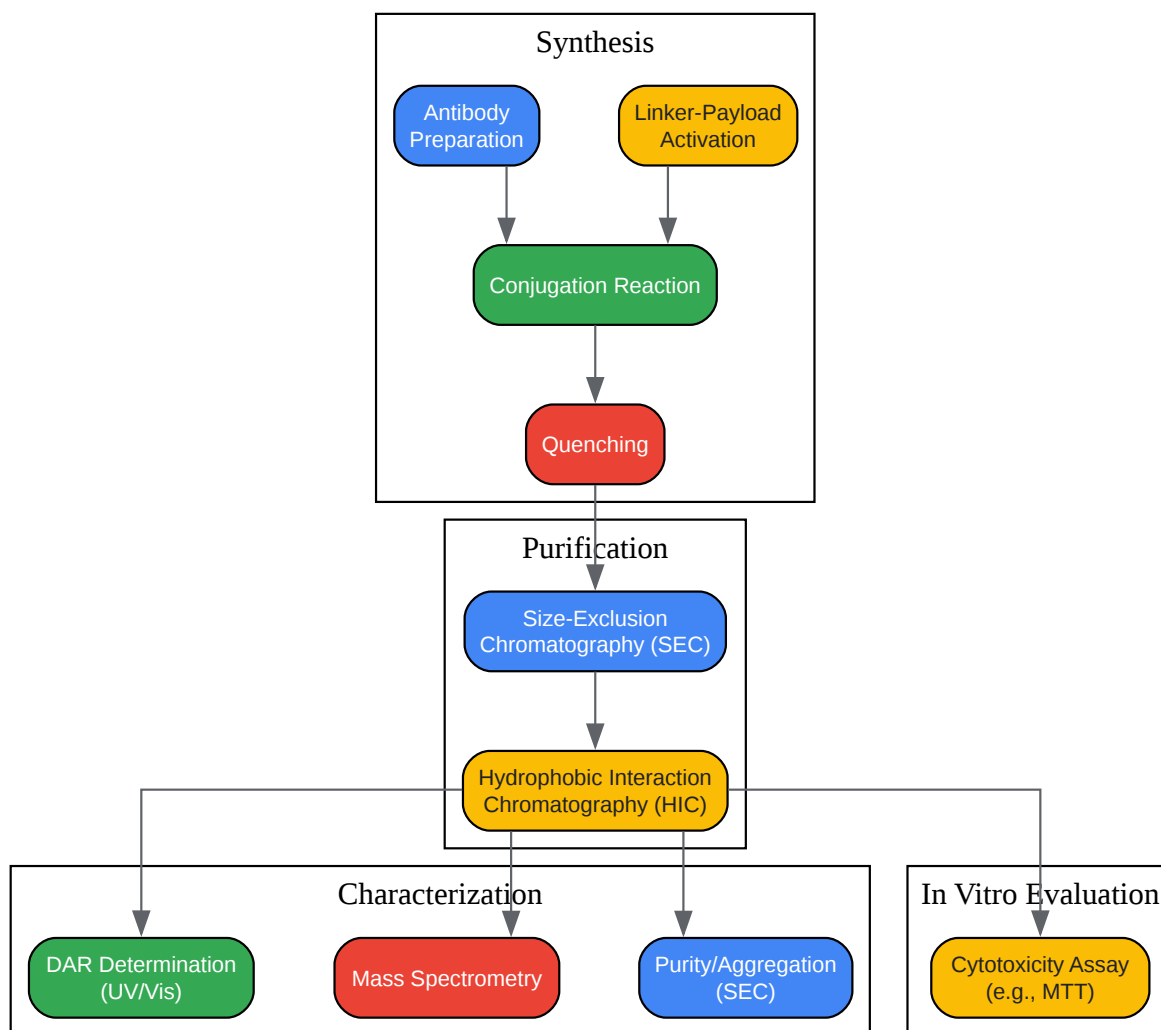 Synthesis
Antibody
Preparation
Linker-Payload
Activation
Conjugation Reaction
Quenching
Purification
Size-Exclusion
Chromatography (SEC)
Hydrophobic Interaction
Chromatography (HIC)
Characterization
DAR Determination
(UV/Vis)
Mass Spectrometry
Purity/Aggregation
(SEC)
In Vitro Evaluation
Cytotoxicity Assay
(e.g., MTT)